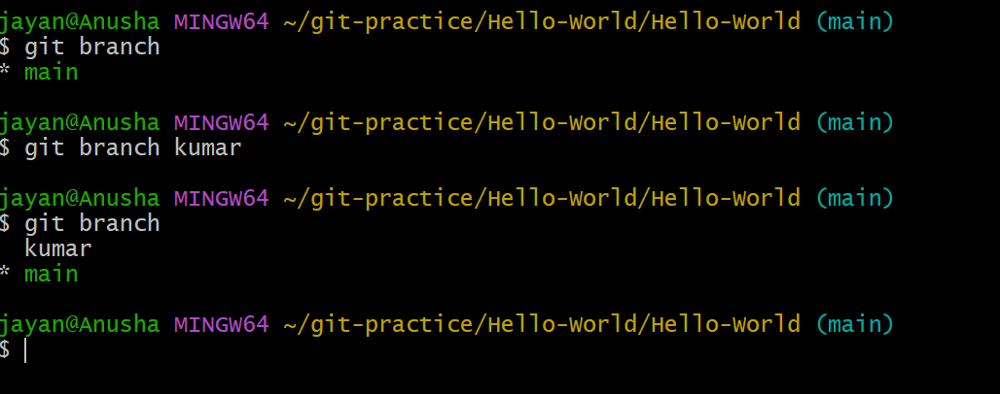 jayan@Anusha MINGW64 ~/git-practice/Hello-World/Hello-World (main)
$ git branch
* main
jayan@Anusha MINGW64 ~/git-practice/Hello-World/Hello-World (main)
$ git branch kumar
jayan@Anusha MINGW64 ~/git-practice/Hello-World/Hello-World (main)
$ git branch
  kumar
* main
jayan@Anusha MINGW64 ~/git-practice/Hello-World/Hello-World (main)
$